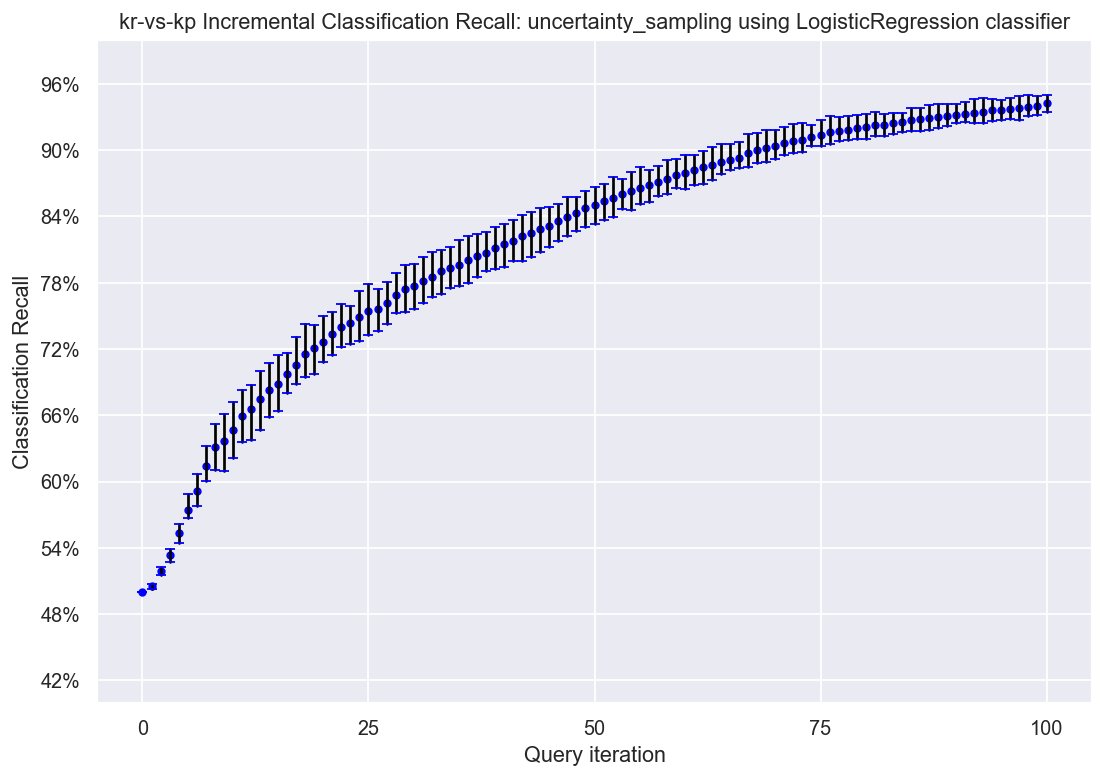 kr-vs-kp Incremental Classification Recall: uncertainty_sampling using LogisticRegression classifier
96%
90%
84%
78%
72%
66%
60%
54%
48%
42%
Classification Recall
0 25 50 75 100
Query iteration